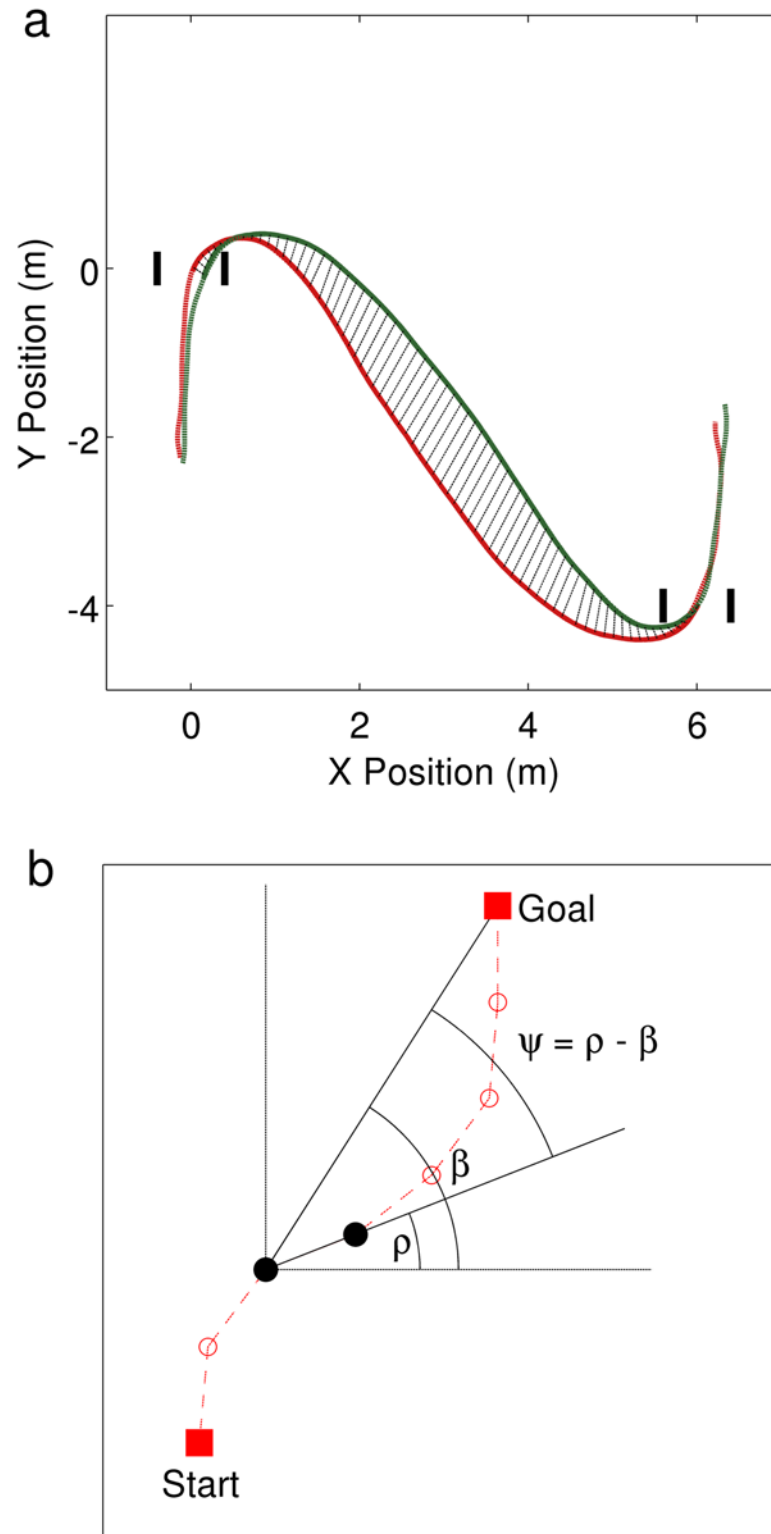 a
Y Position (m)
0
-2
-4
0 2 4 6
X Position (m)
b
Goal
ψ = ρ - β
β
ρ
Start